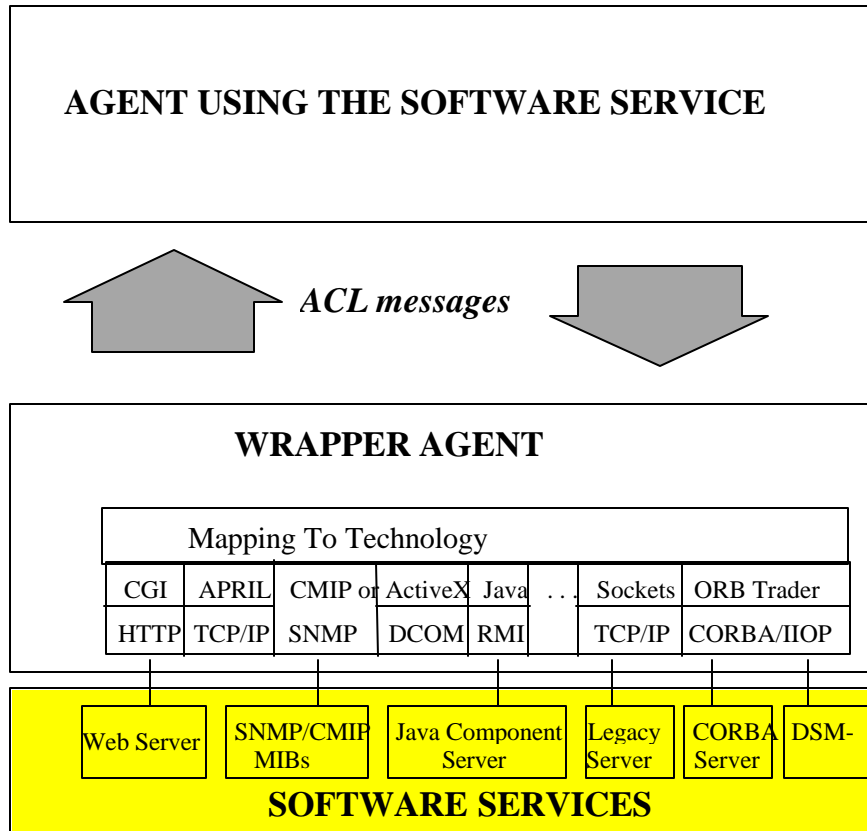 AGENT USING THE SOFTWARE SERVICE
ACL messages
WRAPPER AGENT
Mapping To Technology
CGI APRIL CMIP or ActiveX Java . . . Sockets ORB Trader
HTTP TCP/IP SNMP DCOM RMI TCP/IP CORBA/IIOP
Web Server SNMP/CMIP MIBs Java Component Server Legacy Server CORBA Server DSM-
SOFTWARE SERVICES